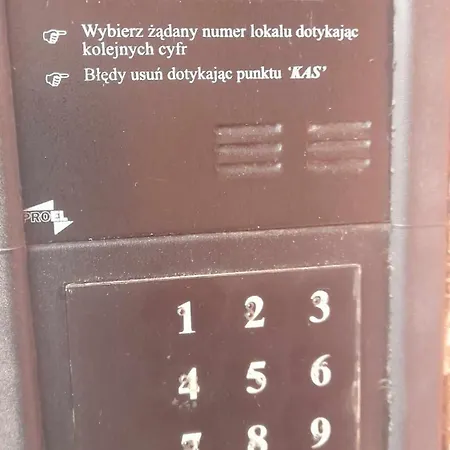 Wybierz żądany numer lokalu dotykając
kolejnych cyfr
Błędy usuń dotykając punktu ‘KAS’
PROEL
1 2 3
4 5 6
7 8 9